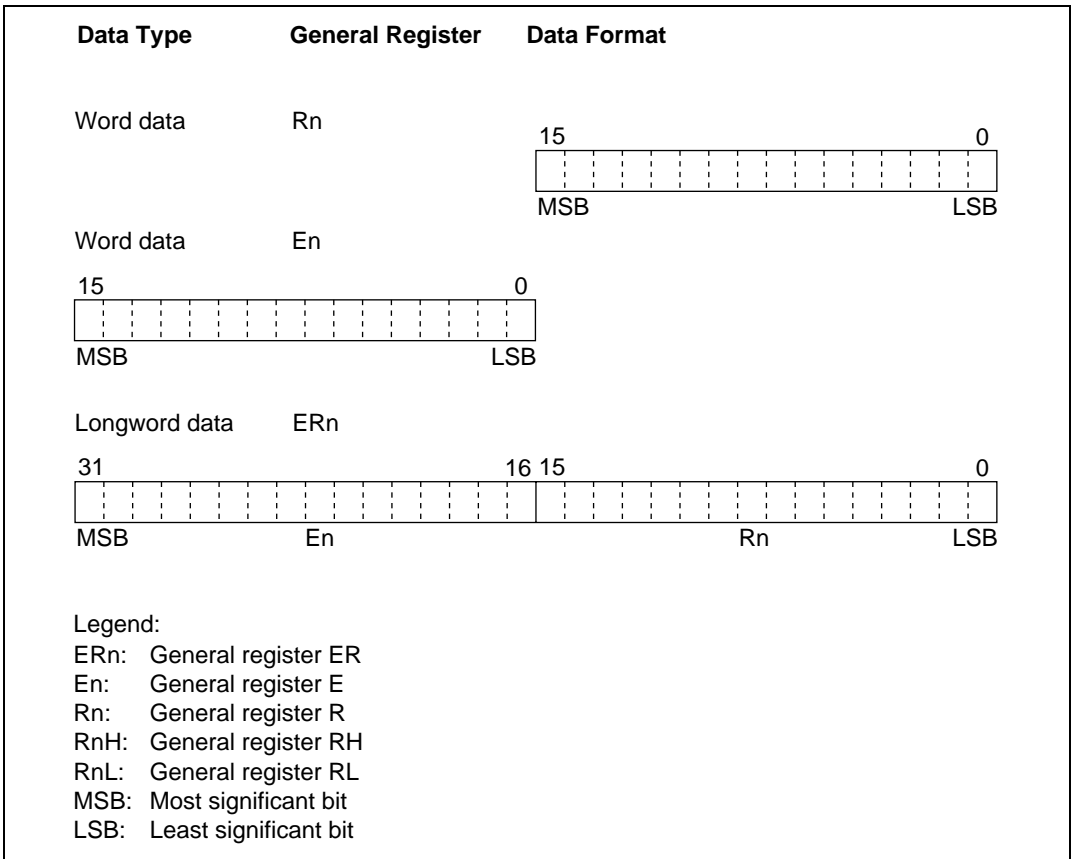 Data Type General Register Data Format
Word data Rn
15 0
MSB LSB
Word data En
15 0
MSB LSB
Longword data ERn
31 16 15 0
MSB En Rn LSB
Legend:
ERn: General register ER
En: General register E
Rn: General register R
RnH: General register RH
RnL: General register RL
MSB: Most significant bit
LSB: Least significant bit